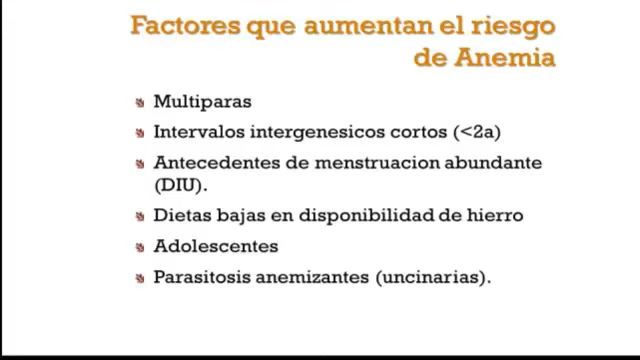 Factores que aumentan el riesgo
de Anemia
Multiparas
Intervalos intergenesicos cortos (<2a)
Antecedentes de menstruacion abundante
(DIU).
Dietas bajas en disponibilidad de hierro
Adolescentes
Parasitosis anemizantes (uncinarias).